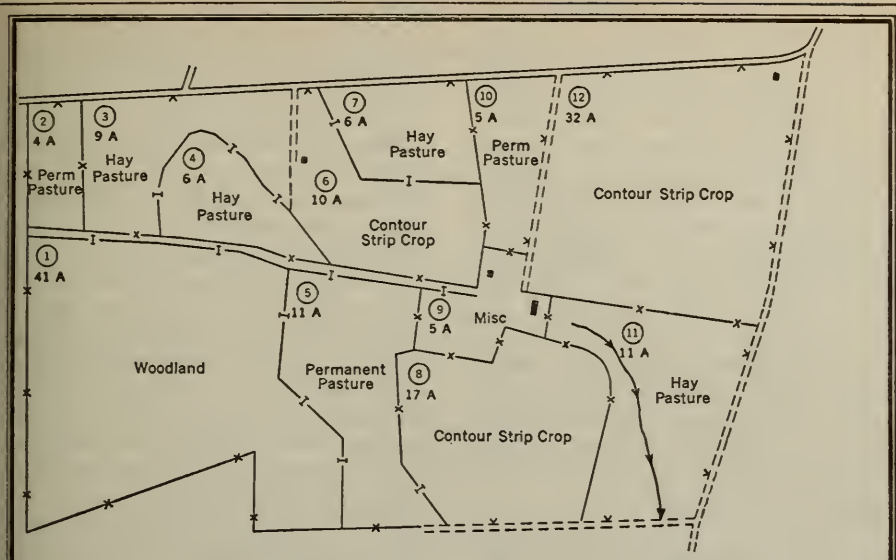 2
4 A
Perm
Pasture
3
9 A
Hay
Pasture
4
6 A
Hay
Pasture
6
10 A
Contour
Strip Crop
7
6 A
Hay
Pasture
10
5 A
Perm
Pasture
12
32 A
Contour Strip Crop
1
41 A
Woodland
5
11 A
Permanent
Pasture
9
5 A
Misc
8
17 A
Contour Strip Crop
11
11 A
Hay
Pasture